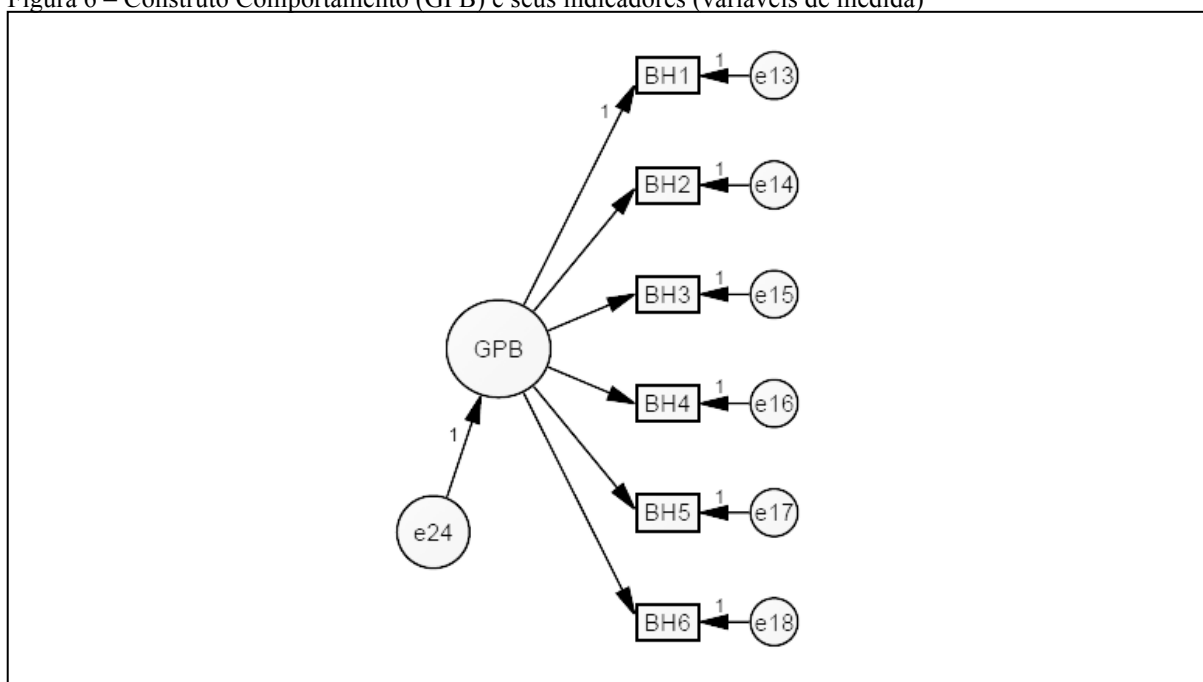 Figura 6 – Construto Comportamento (GPB) e seus indicadores (variáveis de medida)
BH1 1 e13
1
BH2 1 e14
BH3 1 e15
GPB
BH4 1 e16
1
BH5 1 e17
e24
BH6 1 e18